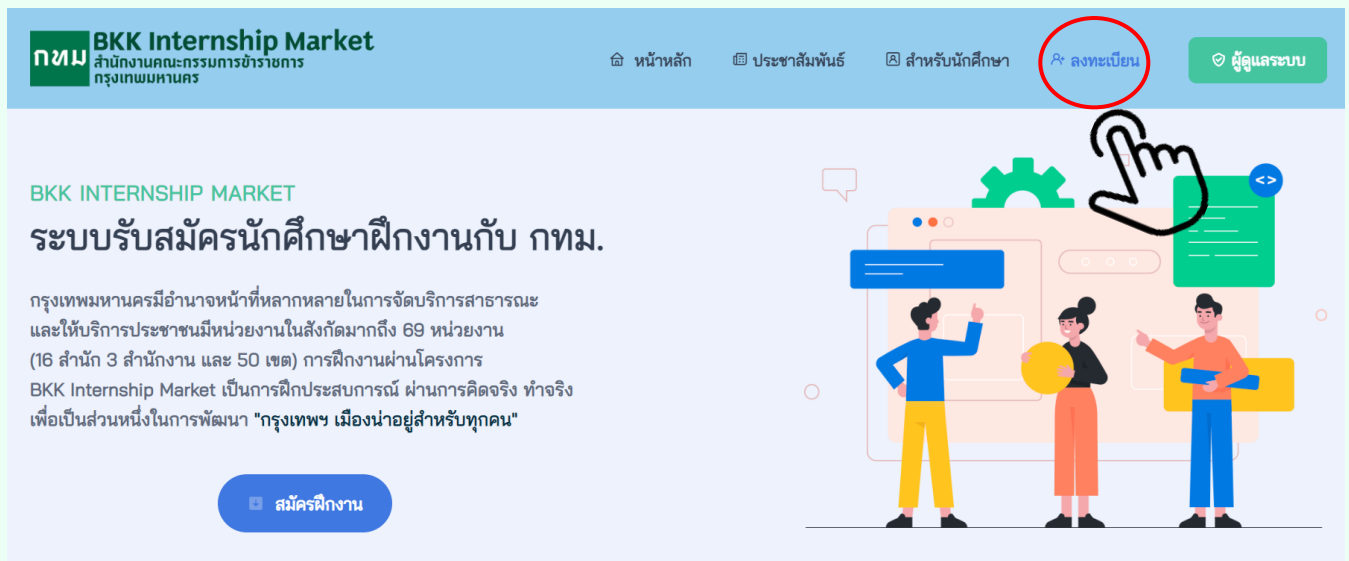 กทม
BKK Internship Market
สำนักงานคณะกรรมการข้าราชการ
กรุงเทพมหานคร
หน้าหลัก
ประชาสัมพันธ์
สำหรับนักศึกษา
ลงทะเบียน
ผู้ดูแลระบบ
BKK INTERNSHIP MARKET
ระบบรับสมัครนักศึกษาฝึกงานกับ กทม.
กรุงเทพมหานครมีอำนาจหน้าที่หลากหลายในการจัดบริการสาธารณะ
และให้บริการประชาชนมีหน่วยงานในสังกัดมากถึง 69 หน่วยงาน
(16 สำนัก 3 สำนักงาน และ 50 เขต) การฝึกงานผ่านโครงการ
BKK Internship Market เป็นการฝึกประสบการณ์ ผ่านการคิดจริง ทำจริง
เพื่อเป็นส่วนหนึ่งในการพัฒนา "กรุงเทพฯ เมืองน่าอยู่สำหรับทุกคน"
<>
สมัครฝึกงาน